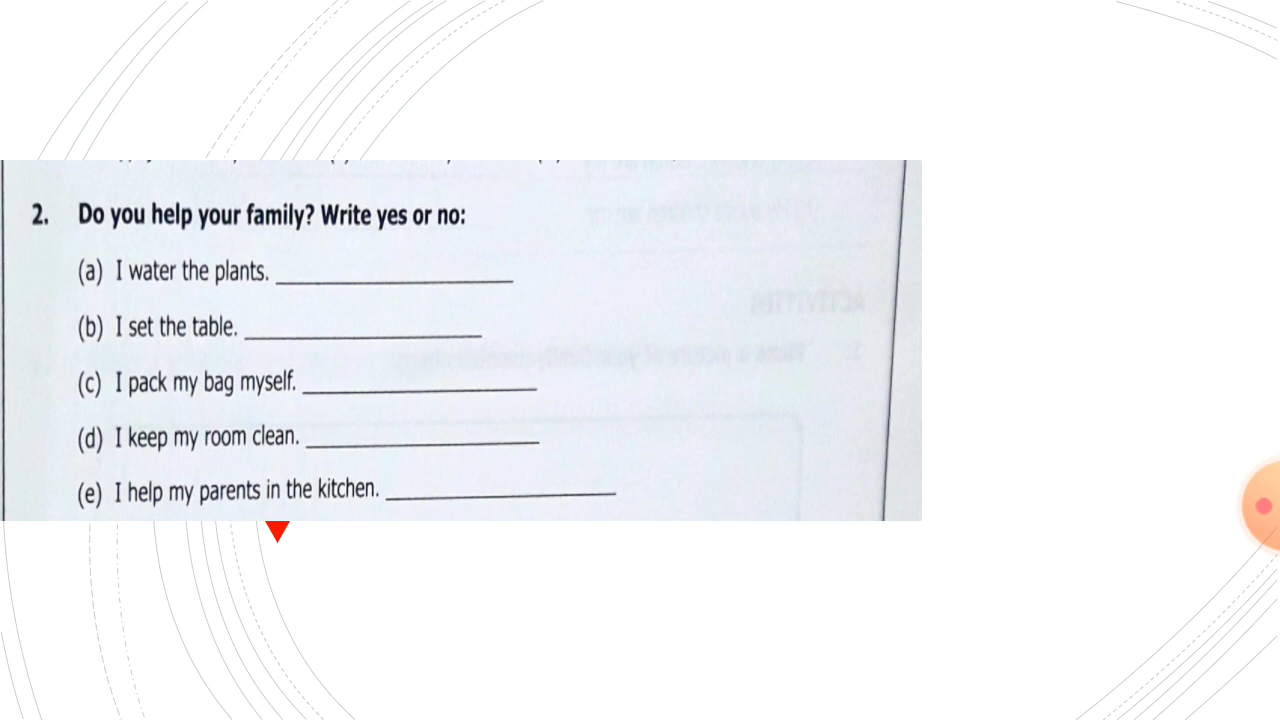 2. Do you help your family? Write yes or no:
(a) I water the plants.
(b) I set the table.
(c) I pack my bag myself.
(d) I keep my room clean.
(e) I help my parents in the kitchen.